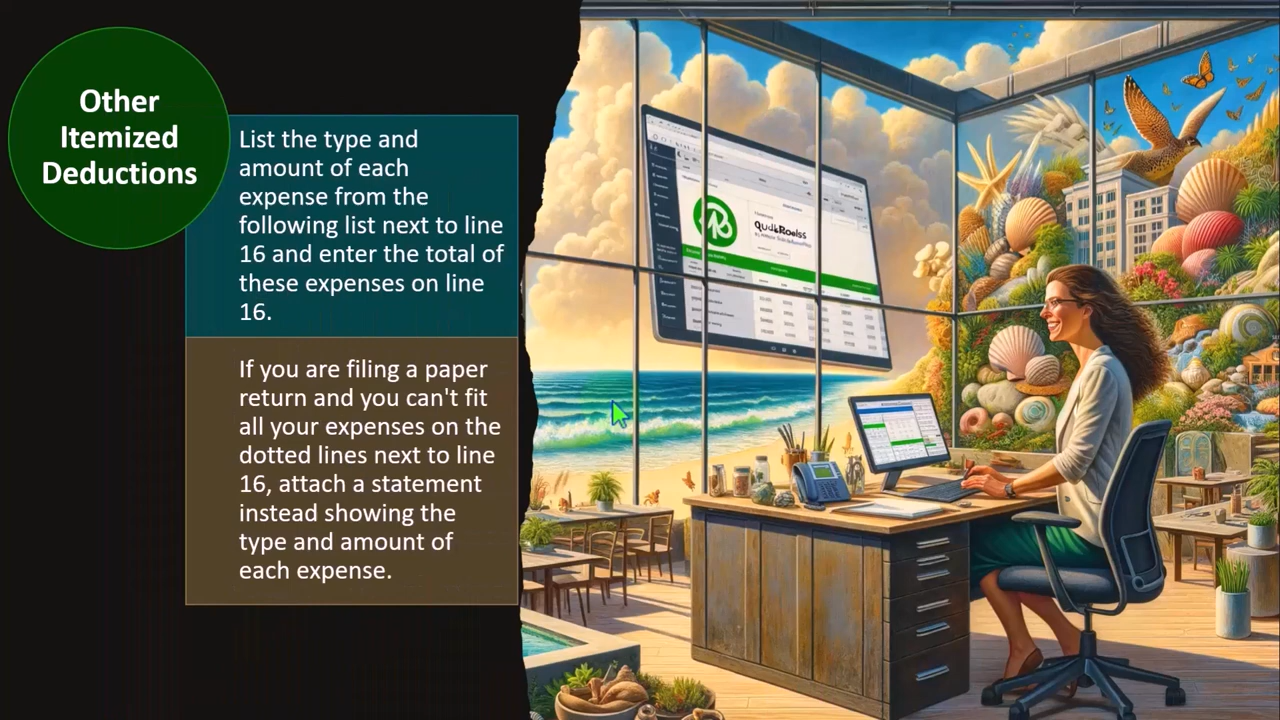 Other
Itemized
Deductions
List the type and
amount of each
expense from the
following list next to line
16 and enter the total of
these expenses on line
16.
If you are filing a paper
return and you can't fit
all your expenses on the
dotted lines next to line
16, attach a statement
instead showing the
type and amount of
each expense.